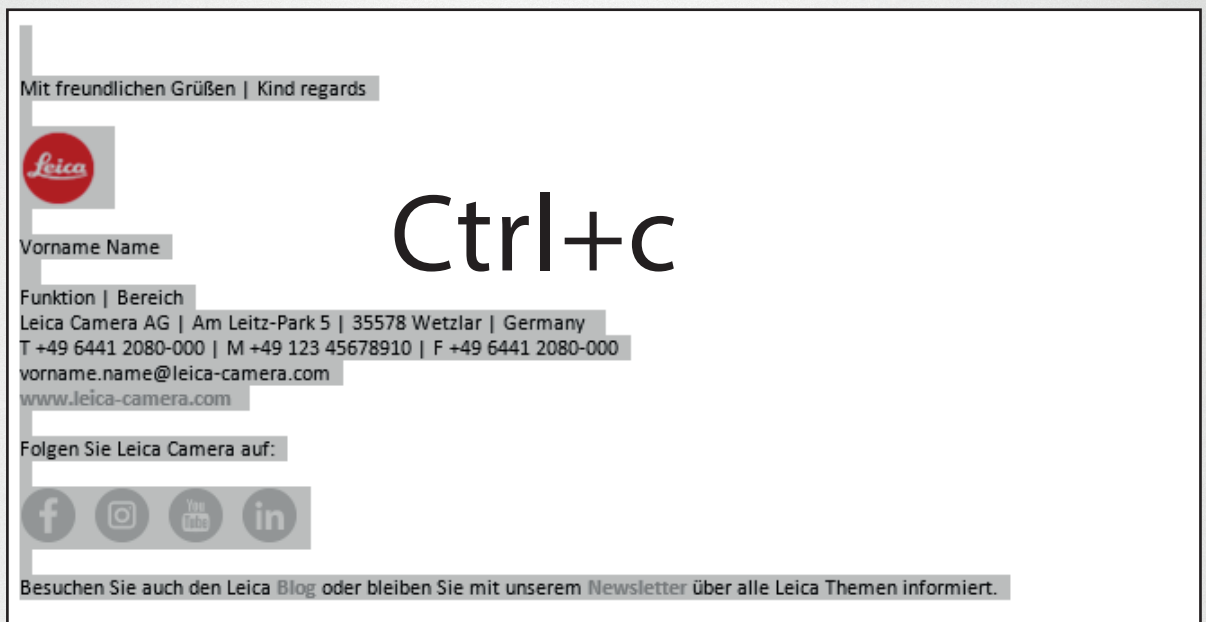 Mit freundlichen Grüßen | Kind regards
Leica
Ctrl+c
Vorname Name
Funktion | Bereich
Leica Camera AG | Am Leitz-Park 5 | 35578 Wetzlar | Germany
T +49 6441 2080-000 | M +49 123 45678910 | F +49 6441 2080-000
vorname.name@leica-camera.com
www.leica-camera.com
Folgen Sie Leica Camera auf:
f You Tube in
Besuchen Sie auch den Leica Blog oder bleiben Sie mit unserem Newsletter über alle Leica Themen informiert.